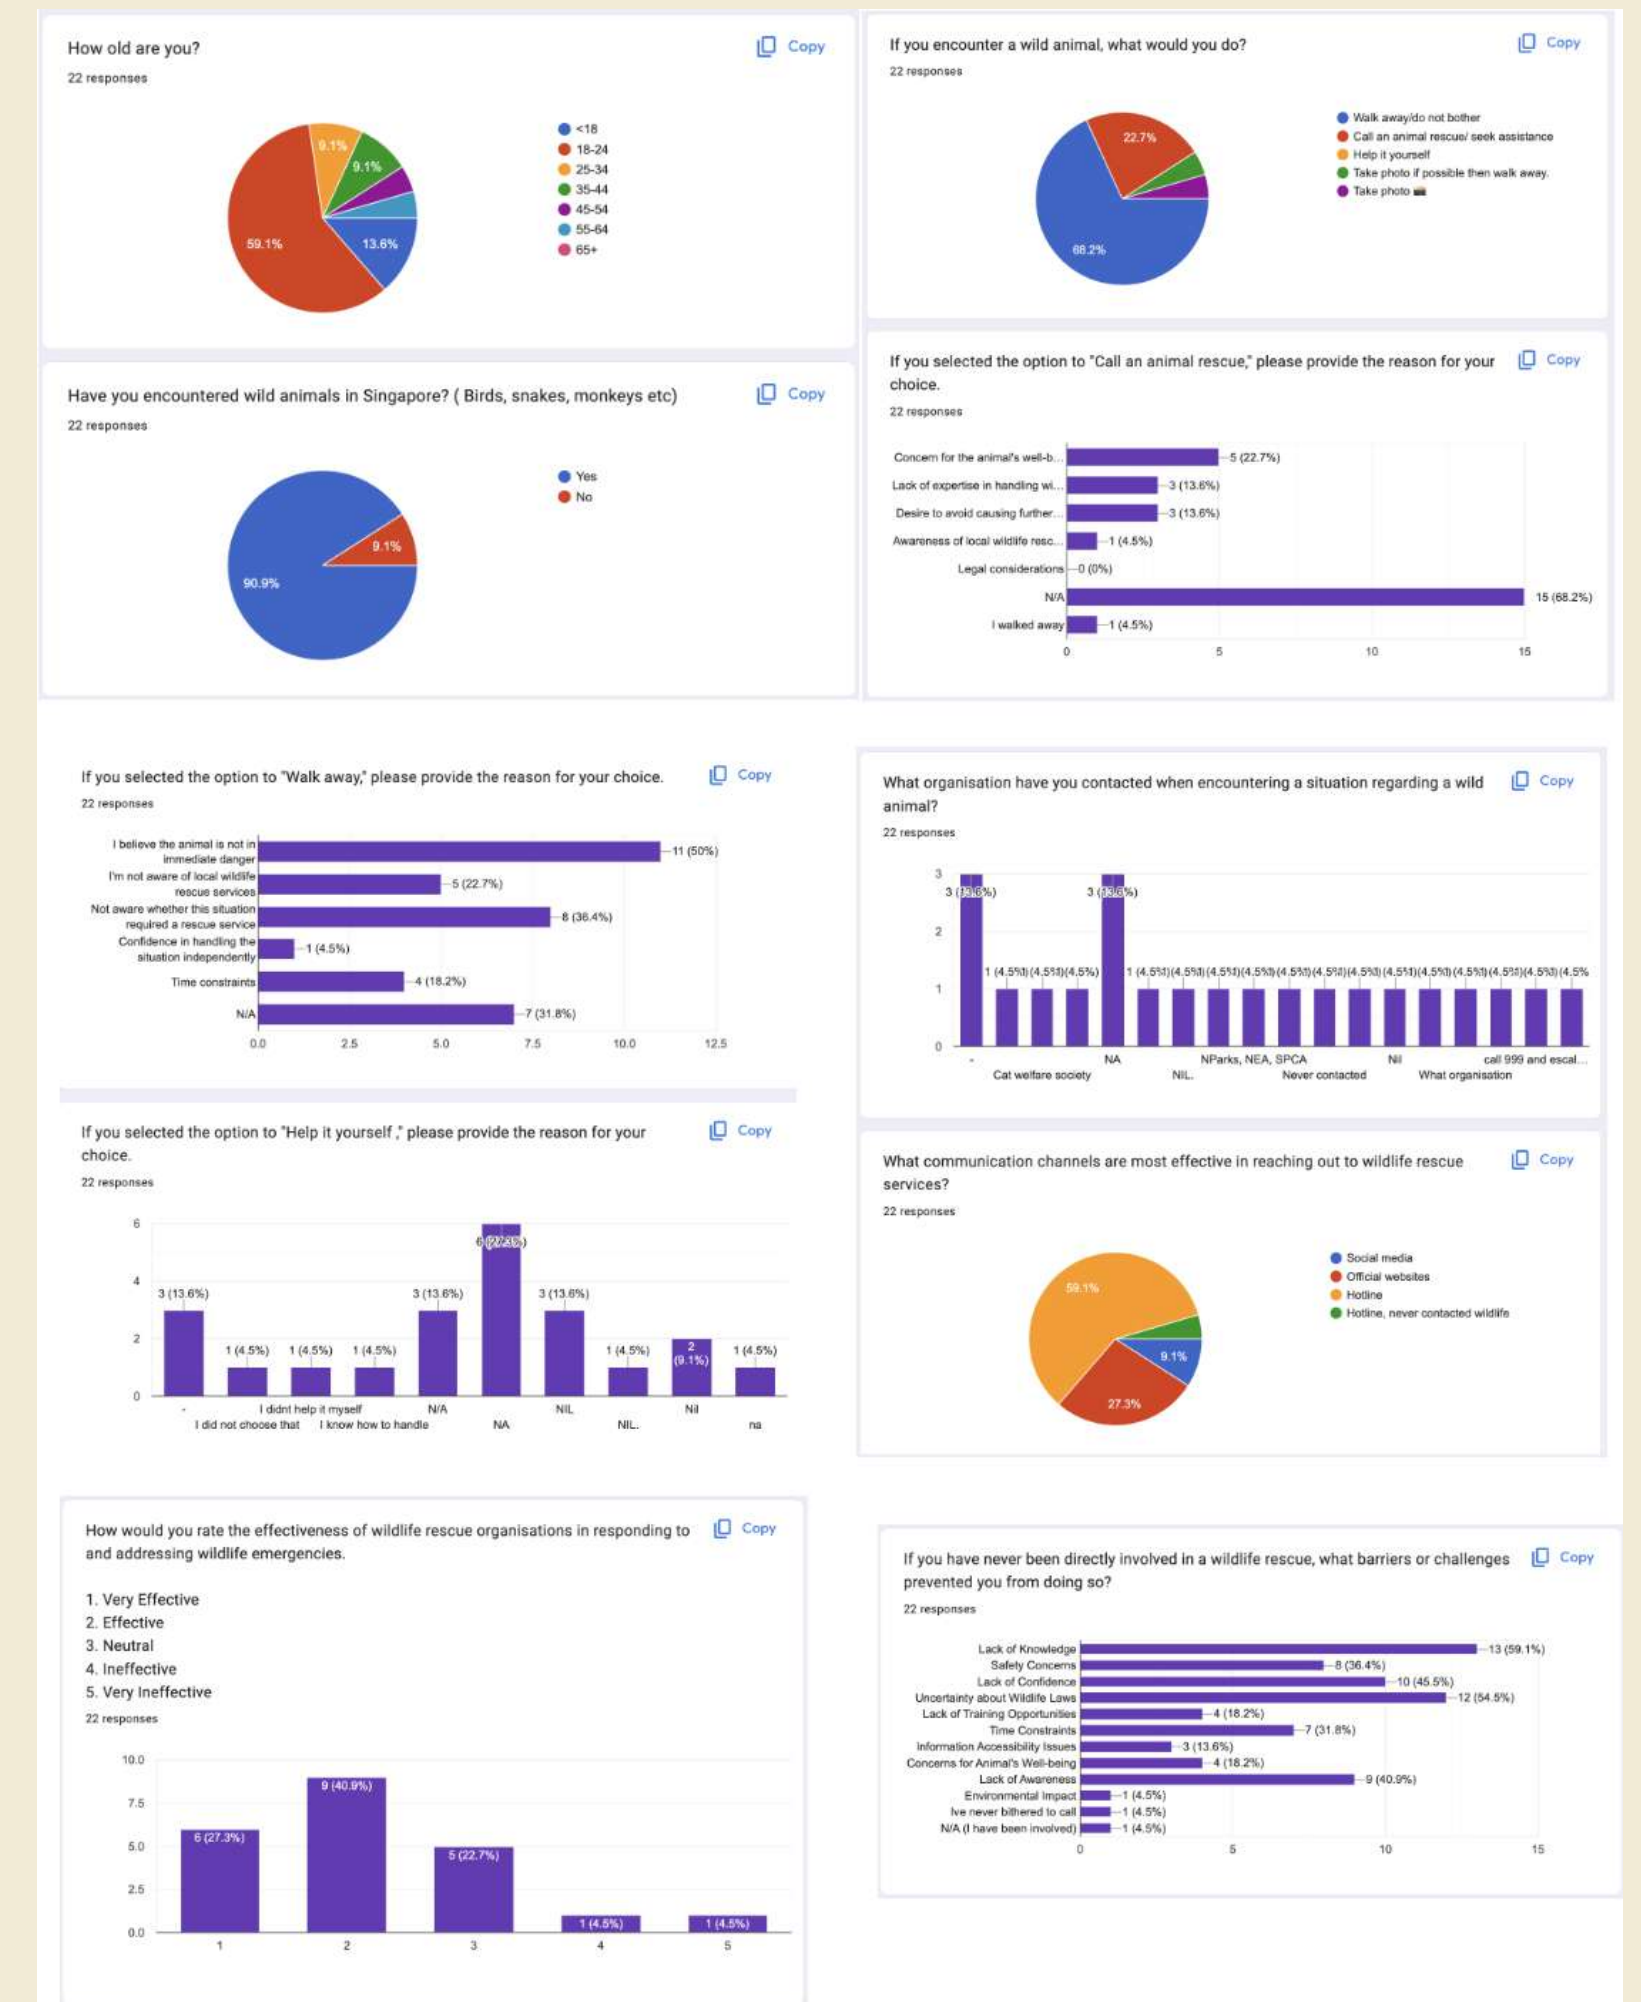 How old are you?
Copy
22 responses
9.1%
9.1%
59.1%
13.6%
<18
18-24
25-34
35-44
45-54
55-64
65+
If you encounter a wild animal, what would you do?
Copy
22 responses
22.7%
68.2%
Walk away/do not bother
Call an animal rescue/ seek assistance
Help it yourself
Take photo if possible then walk away.
Take photo 📸
Have you encountered wild animals in Singapore? ( Birds, snakes, monkeys etc)
Copy
22 responses
9.1%
90.9%
Yes
No
If you selected the option to "Call an animal rescue," please provide the reason for your
choice.
Copy
22 responses
Concern for the animal's well-b...
5 (22.7%)
Lack of expertise in handling wi...
3 (13.6%)
Desire to avoid causing further...
3 (13.6%)
Awareness of local wildlife resc...
1 (4.5%)
Legal considerations
0 (0%)
N/A
15 (68.2%)
I walked away
1 (4.5%)
0 5 10 15
If you selected the option to "Walk away," please provide the reason for your choice.
Copy
22 responses
I believe the animal is not in
immediate danger
11 (50%)
I'm not aware of local wildlife
rescue services
5 (22.7%)
Not aware whether this situation
required a rescue service
8 (36.4%)
Confidence in handling the
situation independently
1 (4.5%)
Time constraints
4 (18.2%)
N/A
7 (31.8%)
0.0 2.5 5.0 7.5 10.0 12.5
What organisation have you contacted when encountering a situation regarding a wild
animal?
Copy
22 responses
3
2
1
0
3 (13.6%)
3 (13.6%)
- NA NParks, NEA, SPCA Nil call 999 and escal...
Cat welfare society NIL. Never contacted What organisation
If you selected the option to "Help it yourself ," please provide the reason for your
choice.
Copy
22 responses
6
4
2
0
3 (13.6%)
1 (4.5%)
1 (4.5%)
1 (4.5%)
3 (13.6%)
6 (27.3%)
3 (13.6%)
1 (4.5%)
2
(9.1%)
1 (4.5%)
- I didnt help it myself N/A NIL Nil
I did not choose that I know how to handle NA NIL. na
What communication channels are most effective in reaching out to wildlife rescue
services?
Copy
22 responses
59.1%
9.1%
27.3%
Social media
Official websites
Hotline
Hotline, never contacted wildlife
How would you rate the effectiveness of wildlife rescue organisations in responding to
and addressing wildlife emergencies.
Copy
1. Very Effective
2. Effective
3. Neutral
4. Ineffective
5. Very Ineffective
22 responses
10.0
7.5
5.0
2.5
0.0
6 (27.3%)
9 (40.9%)
5 (22.7%)
1 (4.5%)
1 (4.5%)
1 2 3 4 5
If you have never been directly involved in a wildlife rescue, what barriers or challenges
prevented you from doing so?
Copy
22 responses
Lack of Knowledge
13 (59.1%)
Safety Concerns
8 (36.4%)
Lack of Confidence
10 (45.5%)
Uncertainty about Wildlife Laws
12 (54.5%)
Lack of Training Opportunities
4 (18.2%)
Time Constraints
7 (31.8%)
Information Accessibility Issues
3 (13.6%)
Concerns for Animal's Well-being
4 (18.2%)
Lack of Awareness
9 (40.9%)
Environmental Impact
1 (4.5%)
Ive never bithered to call
1 (4.5%)
N/A (I have been involved)
1 (4.5%)
0 5 10 15